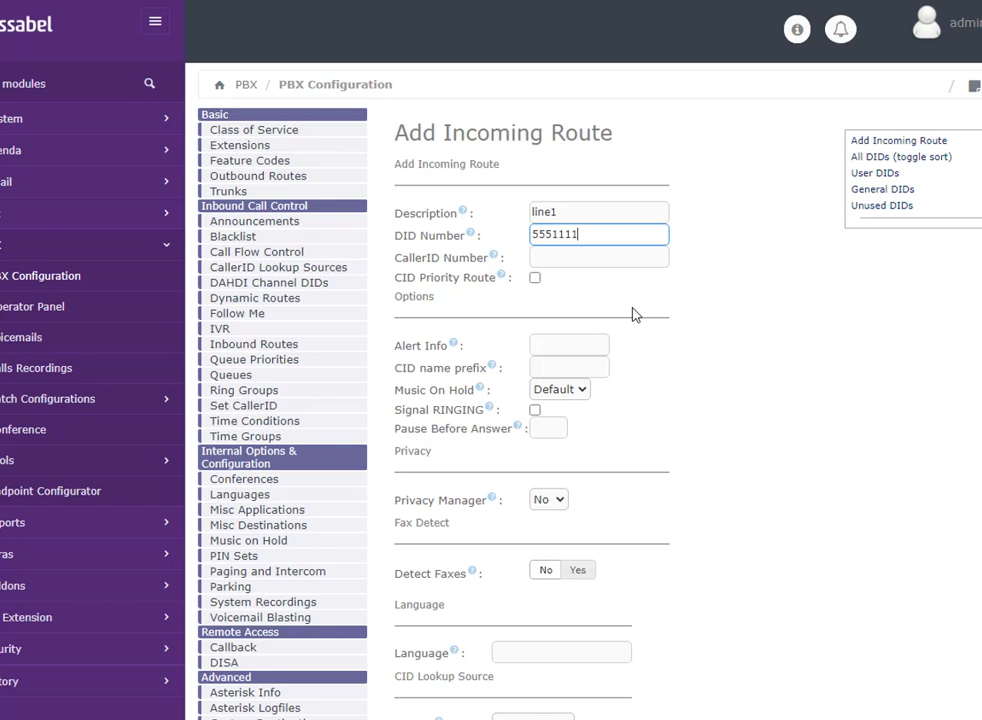 ssabel
admin
modules
stem
enda
ail
X
BX Configuration
perator Panel
icemails
lls Recordings
atch Configurations
onference
ols
ndpoint Configurator
ports
ras
ldons
Extension
urity
tory
PBX / PBX Configuration /
Basic
Class of Service
Extensions
Feature Codes
Outbound Routes
Trunks
Inbound Call Control
Announcements
Blacklist
Call Flow Control
CallerID Lookup Sources
DAHDI Channel DIDs
Dynamic Routes
Follow Me
IVR
Inbound Routes
Queue Priorities
Queues
Ring Groups
Set CallerID
Time Conditions
Time Groups
Internal Options &
Configuration
Conferences
Languages
Misc Applications
Misc Destinations
Music on Hold
PIN Sets
Paging and Intercom
Parking
System Recordings
Voicemail Blasting
Remote Access
Callback
DISA
Advanced
Asterisk Info
Asterisk Logfiles
Add Incoming Route
Add Incoming Route
Description? : line1
DID Number? : 5551111
CallerID Number? :
CID Priority Route? :
Options
Alert Info? :
CID name prefix? :
Music On Hold? : Default
Signal RINGING? :
Pause Before Answer? :
Privacy
Privacy Manager? : No
Fax Detect
Detect Faxes? : No Yes
Language
Language? :
CID Lookup Source
Add Incoming Route
All DIDs (toggle sort)
User DIDs
General DIDs
Unused DIDs